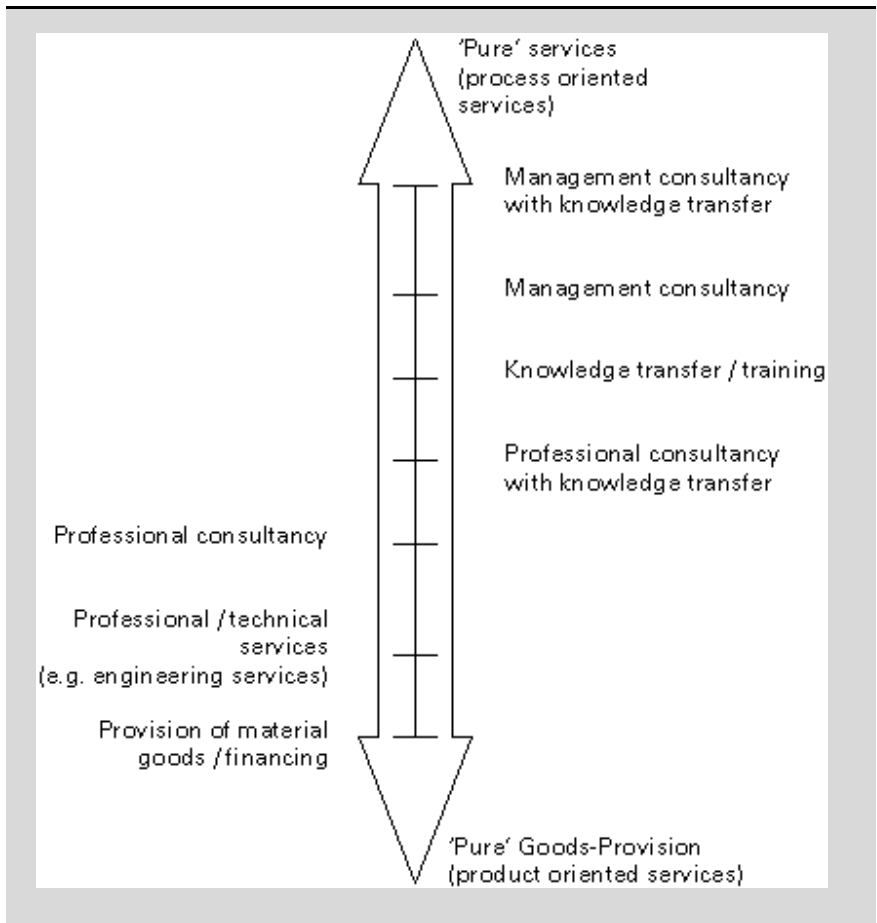 ‘Pure’ services
(process oriented
services)
Management consultancy
with knowledge transfer
Management consultancy
Knowledge transfer / training
Professional consultancy
with knowledge transfer
Professional consultancy
Professional / technical
services
(e.g. engineering services)
Provision of material
goods / financing
‘Pure’ Goods-Provision
(product oriented services)